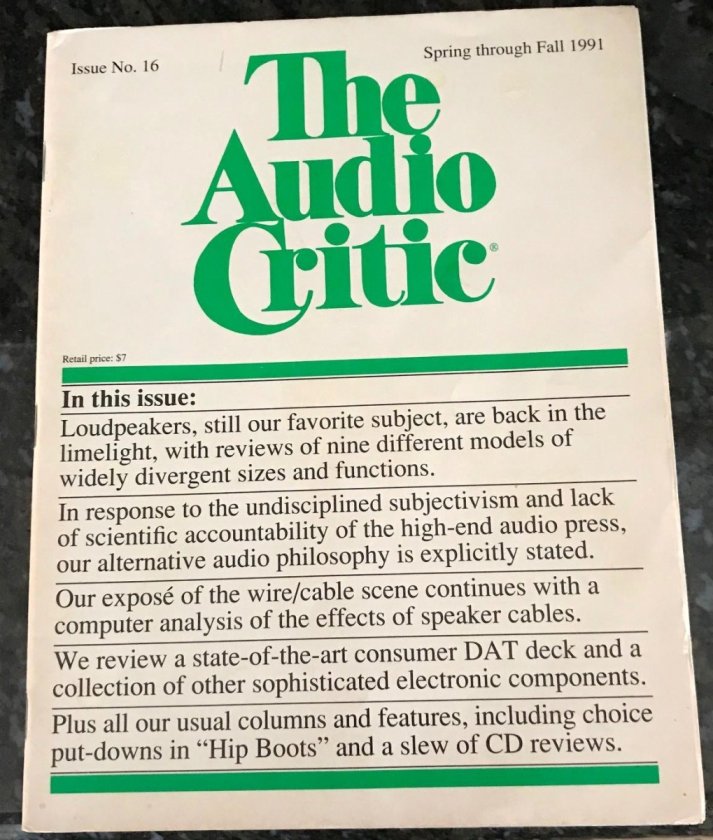 Issue No. 16
Spring through Fall 1991
The
Audio
Critic®
Retail price: $7
In this issue:
Loudpeakers, still our favorite subject, are back in the
limelight, with reviews of nine different models of
widely divergent sizes and functions.
In response to the undisciplined subjectivism and lack
of scientific accountability of the high-end audio press,
our alternative audio philosophy is explicitly stated.
Our exposé of the wire/cable scene continues with a
computer analysis of the effects of speaker cables.
We review a state-of-the-art consumer DAT deck and a
collection of other sophisticated electronic components.
Plus all our usual columns and features, including choice
put-downs in “Hip Boots” and a slew of CD reviews.